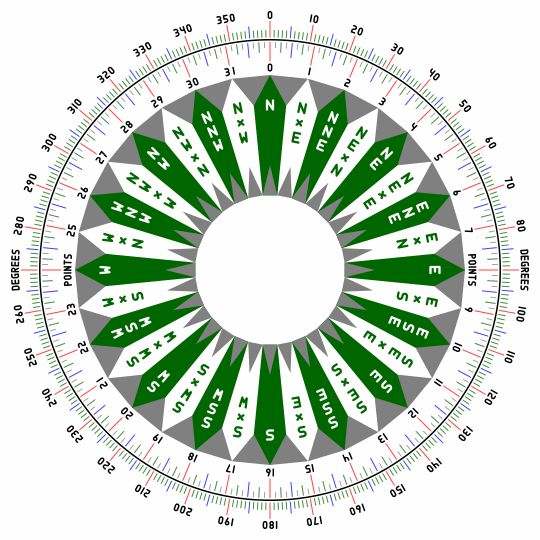 0
10
20
30
40
50
60
70
80
DEGREES
100
110
120
130
140
150
160
170
180
190
200
210
220
230
240
250
260
DEGREES
280
290
300
310
320
330
340
350
0
1
2
3
4
5
6
7
POINTS
9
10
11
12
13
14
15
16
17
18
19
20
21
22
23
POINTS
25
26
27
28
29
30
31
N
N×E
NNE
NE×N
NE
NE×E
ENE
E×N
E
E×S
ESE
SE×E
SE
SE×S
SSE
S×E
S
S×W
SSW
SW×S
SW
SW×W
WSW
W×S
W
W×N
WNW
NW×W
NW
NW×N
NNW
N×W